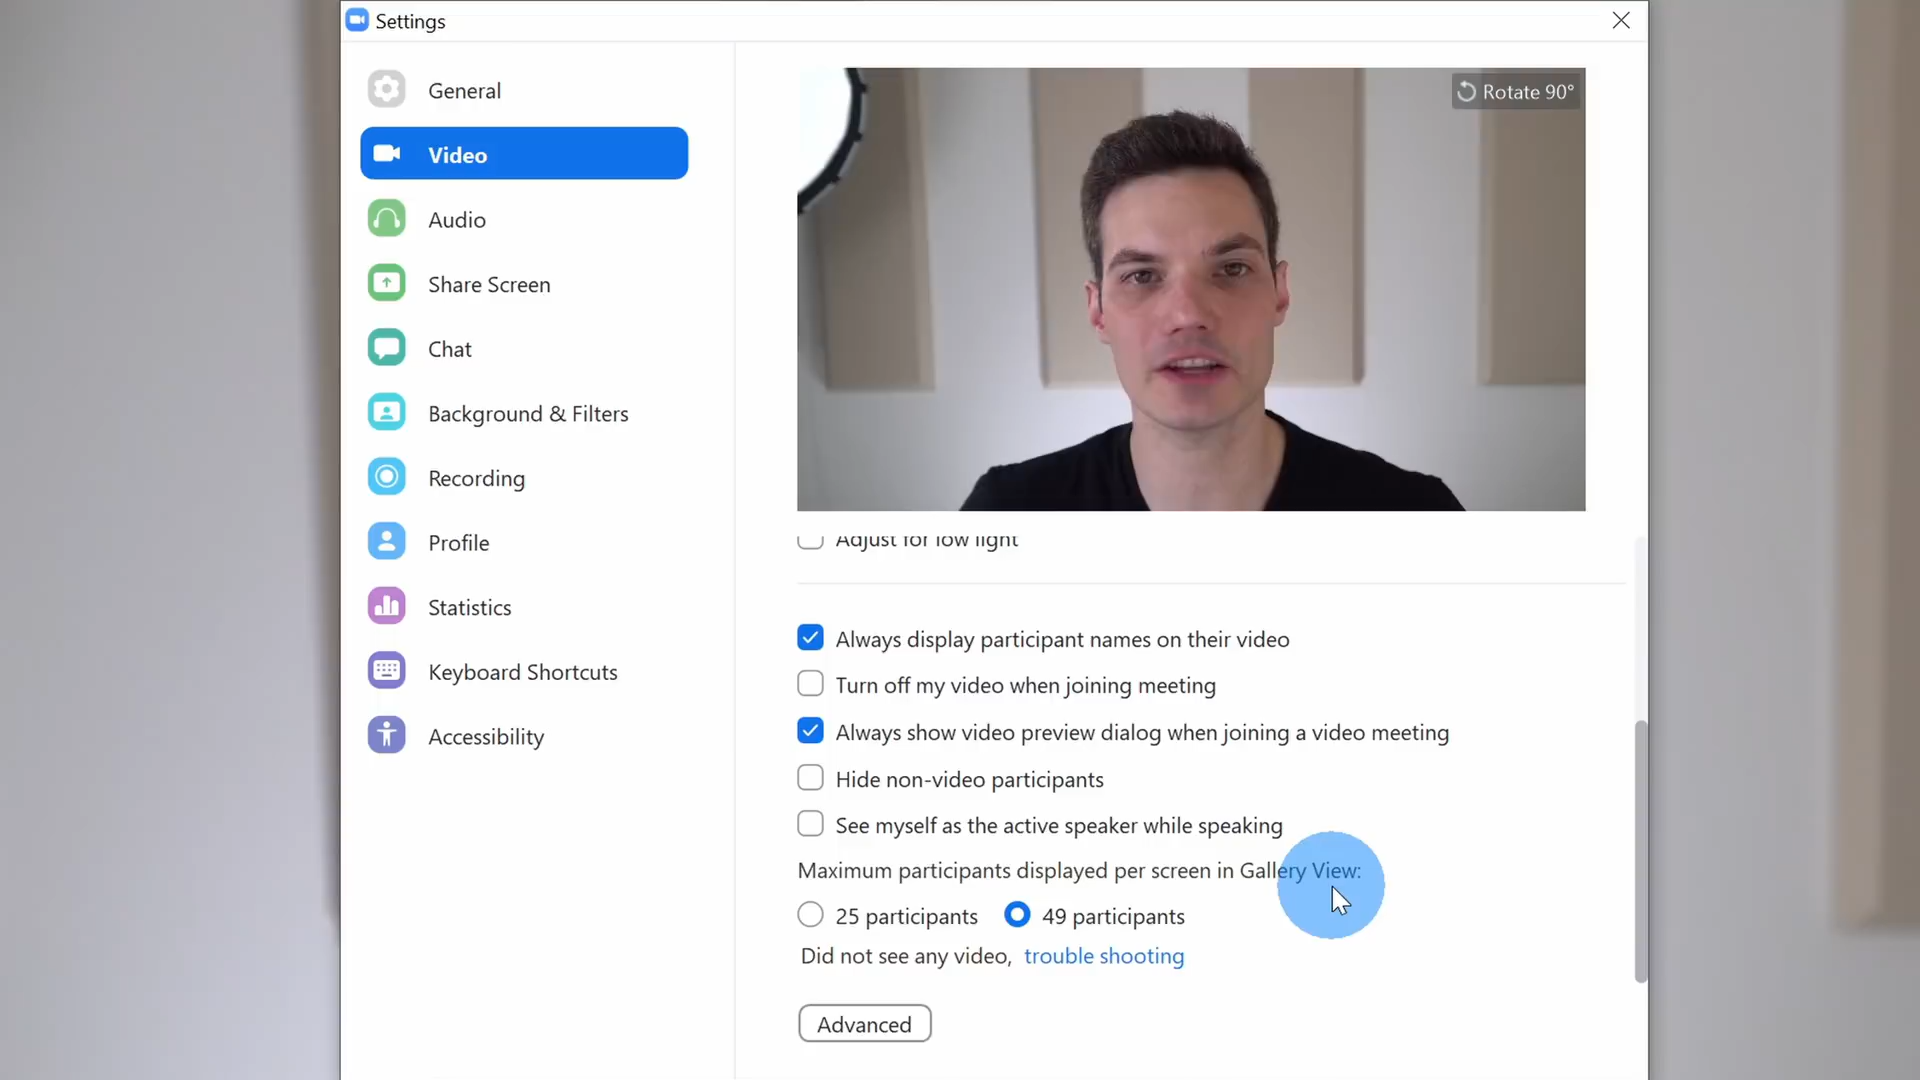 Settings
General
Video
Audio
Share Screen
Chat
Background & Filters
Recording
Profile
Statistics
Keyboard Shortcuts
Accessibility
Rotate 90°
Adjust for low light
Always display participant names on their video
Turn off my video when joining meeting
Always show video preview dialog when joining a video meeting
Hide non-video participants
See myself as the active speaker while speaking
Maximum participants displayed per screen in Gallery View:
25 participants 49 participants
Did not see any video, trouble shooting
Advanced